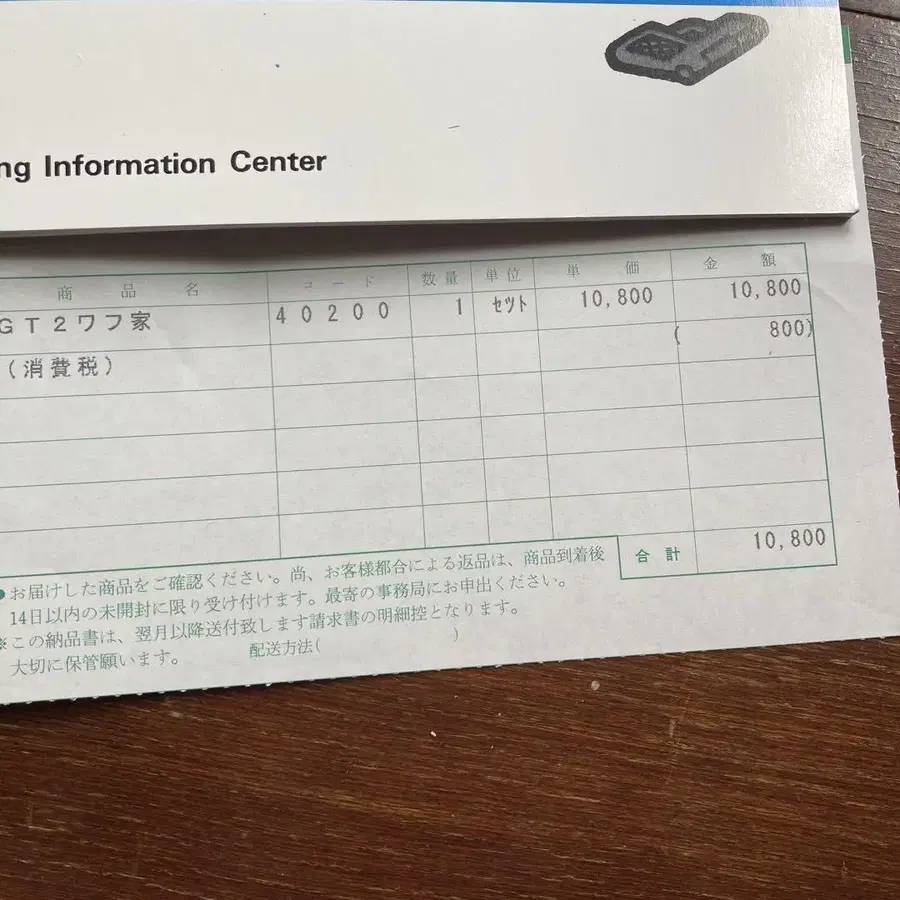 ng Information Center
商品名 コード 数量 単位 単価 金額
GT2ワフ家 40200 1 セツト 10,800 10,800
(消費税) ( 800)
合計 10,800
●お届けした商品をご確認ください。尚、お客様都合による返品は、商品到着後
14日以内の未開封に限り受け付けます。最寄の事務局にお申出ください。
※この納品書は、翌月以降送付致します請求書の明細控となります。
大切に保管願います。 配送方法( )